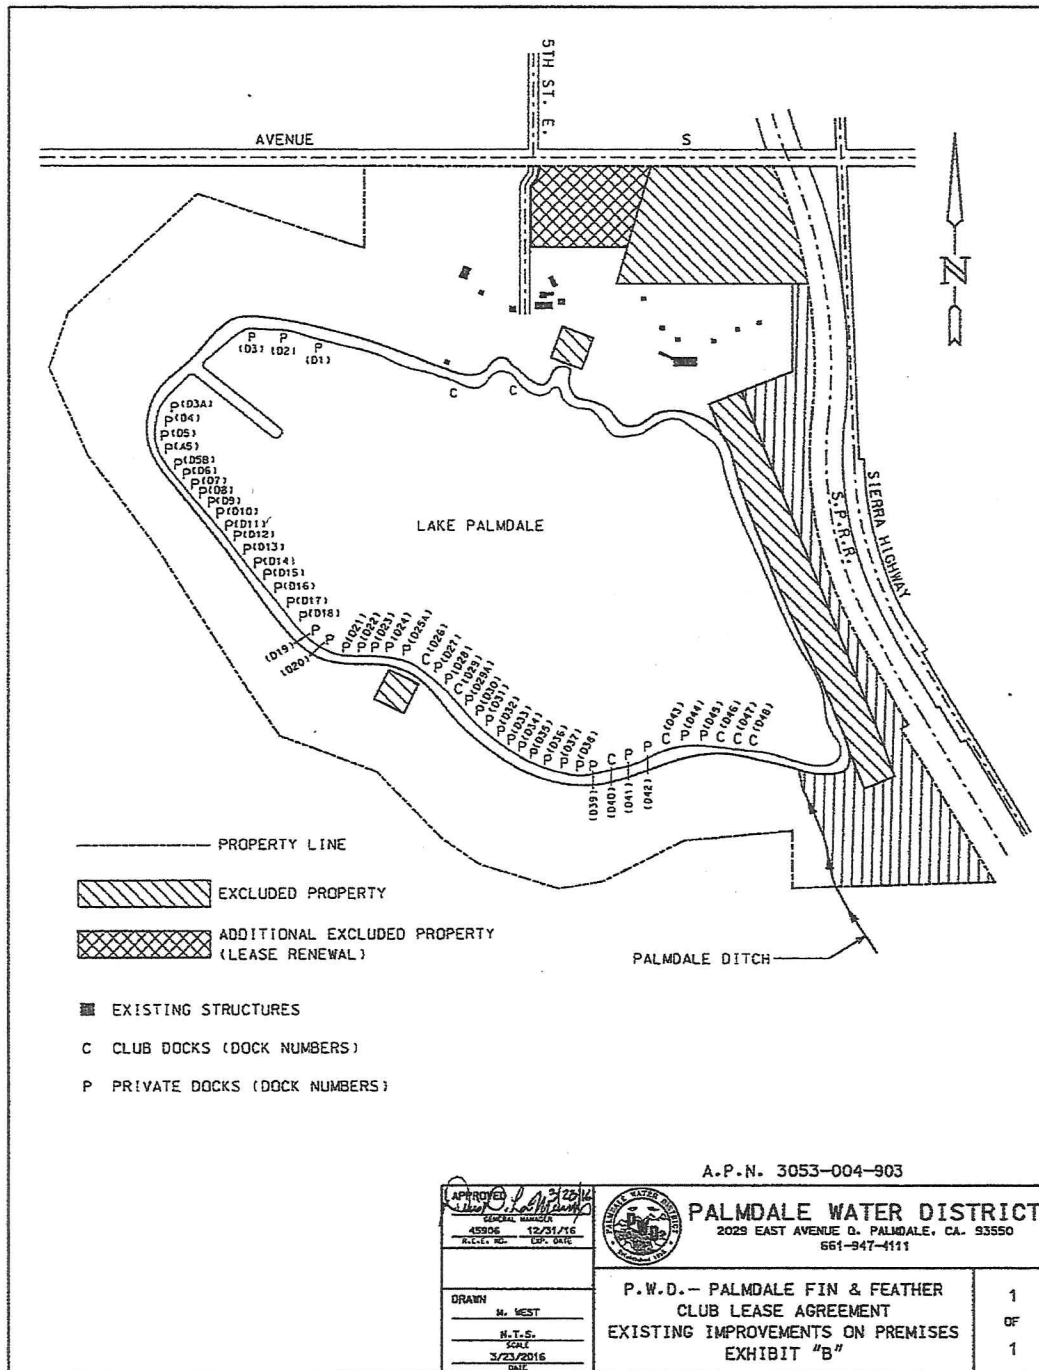 5TH ST. E.
AVENUE
S
N
P
(D3)
P
(D2)
P
(D1)
C
C
P(D3A)
P(D4)
P(D5)
P(A5)
P(D5B)
P(D6)
P(D7)
P(D8)
P(D9)
P(D10)
P(D11)
P(D12)
P(D13)
P(D14)
P(D15)
P(D16)
P(D17)
P(D18)
P
(D19)
P
(D20)
P(D21)
P(D22)
P(D23)
P(D24)
P(D25A)
C(D26)
P(D27)
P(D28)
C(D29)
P(D29A)
P(D30)
P(D31)
P(D32)
P(D33)
P(D34)
P(D35)
P(D36)
P(D37)
P(D38)
P
(D39)
C
(D40)
P
(D41)
P
(D42)
C(D43)
P(D44)
P(D45)
C(D46)
C(D47)
C(D48)
LAKE PALMDALE
S.P.R.R.
SIERRA HIGHWAY
PROPERTY LINE
EXCLUDED PROPERTY
ADDITIONAL EXCLUDED PROPERTY
(LEASE RENEWAL)
PALMDALE DITCH
EXISTING STRUCTURES
C CLUB DOCKS (DOCK NUMBERS)
P PRIVATE DOCKS (DOCK NUMBERS)
A.P.N. 3053-004-903
APPROVED
3/23/16
GENERAL MANAGER
45906 12/31/16
R.C.E. NO. EXP. DATE
DRAWN
M. WEST
N.T.S.
SCALE
3/23/2016
DATE
PALMDALE WATER DISTRICT
PALMDALE WATER DISTRICT
2029 EAST AVENUE Q. PALMDALE, CA. 93550
661-947-4111
P.W.D.- PALMDALE FIN & FEATHER
CLUB LEASE AGREEMENT
EXISTING IMPROVEMENTS ON PREMISES
EXHIBIT "B"
1
OF
1